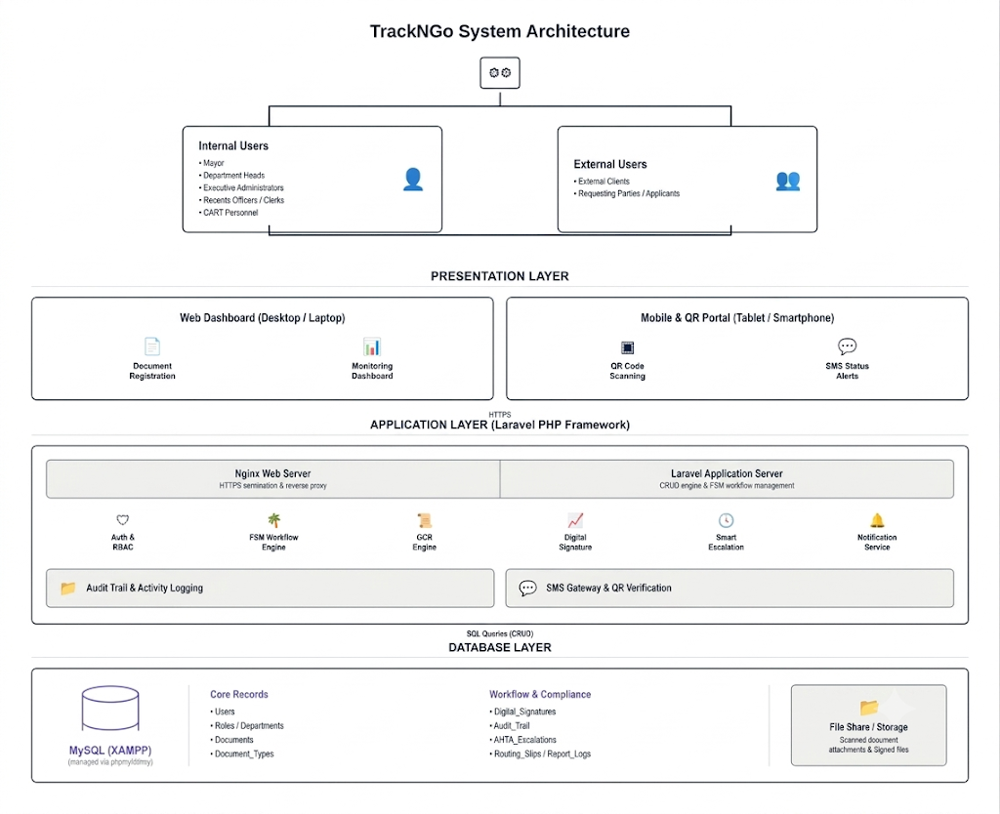 TrackNGo System Architecture
Internal Users
• Mayor
• Department Heads
• Executive Administrators
• Recents Officers / Clerks
• CART Personnel
External Users
• External Clients
• Requesting Parties / Applicants
PRESENTATION LAYER
Web Dashboard (Desktop / Laptop)
Document
Registration
Monitoring
Dashboard
Mobile & QR Portal (Tablet / Smartphone)
QR Code
Scanning
SMS Status
Alerts
HTTPS
APPLICATION LAYER (Laravel PHP Framework)
Nginx Web Server
HTTPS semination & reverse proxy
Laravel Application Server
CRUD engine & FSM workflow management
Auth &
RBAC
FSM Workflow
Engine
GCR
Engine
Digital
Signature
Smart
Escalation
Notification
Service
Audit Trail & Activity Logging
SMS Gateway & QR Verification
SQL Queries (CRUD)
DATABASE LAYER
MySQL (XAMPP)
(managed via
Core Records
• Users
• Roles / Departments
• Documents
• Document_Types
Workflow & Compliance
• Digital_Signatures
• Audit_Trail
• AHTA_Escalations
• Routing_Slips / Report_Logs
File Share / Storage
Scanned document
attachments & Signed files